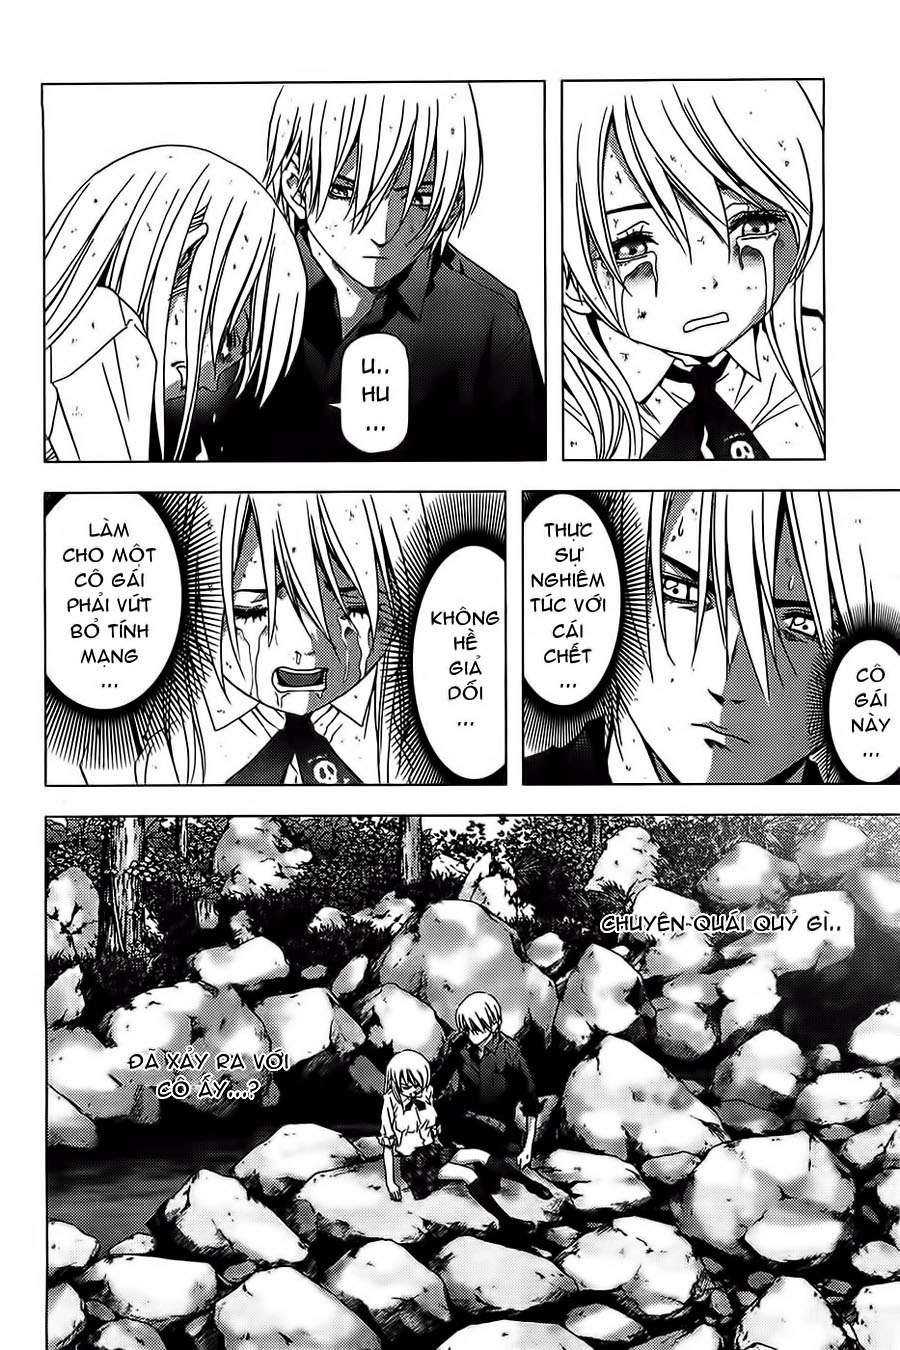 U..
HU
...
CÔ
GÁI
NÀY
...
THỰC
SỰ
NGHIÊM
TÚC VỚI
CÁI
CHẾT
...
KHÔNG
HỀ
GIẢ
DỐI
...
LÀM
CHO MỘT
CÔ GÁI
PHẢI VỨT
BỎ TÍNH
MẠNG
...
CHUYỆN QUÁI QUỶ GÌ..
ĐÃ XẢY RA VỚI
CÔ ẤY...?